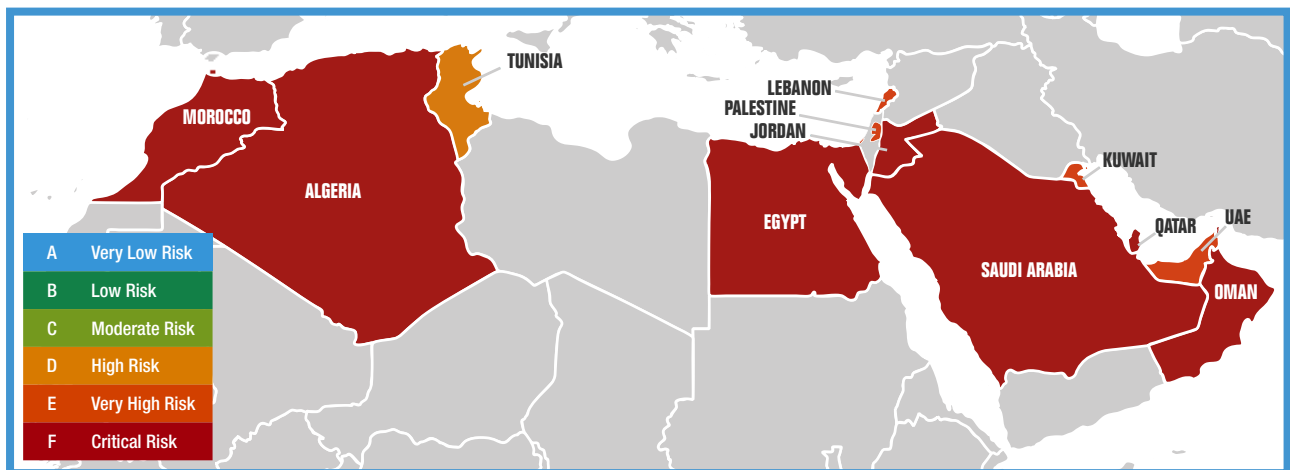 TUNISIA
LEBANON
MOROCCO
PALESTINE
JORDAN
KUWAIT
ALGERIA
EGYPT
QATAR
UAE
SAUDI ARABIA
OMAN
A Very Low Risk
B Low Risk
C Moderate Risk
D High Risk
E Very High Risk
F Critical Risk